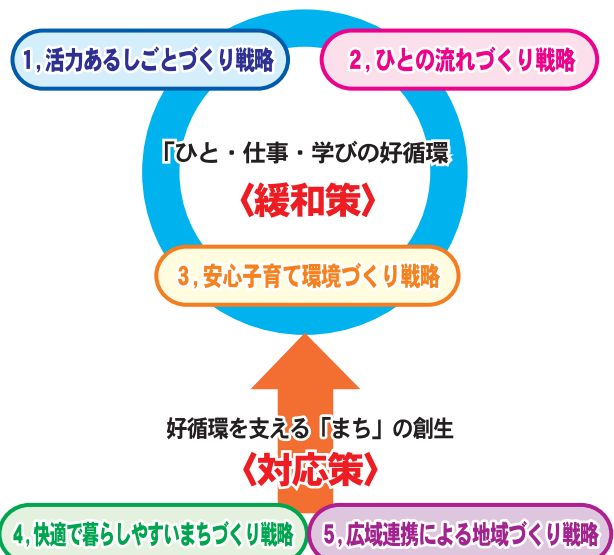 1,活力あるしごとづくり戦略
2,ひとの流れづくり戦略
「ひと・仕事・学びの好循環
〈緩和策〉
3,安心子育て環境づくり戦略
好循環を支える「まち」の創生
〈対応策〉
4,快適で暮らしやすいまちづくり戦略
5,広域連携による地域づくり戦略